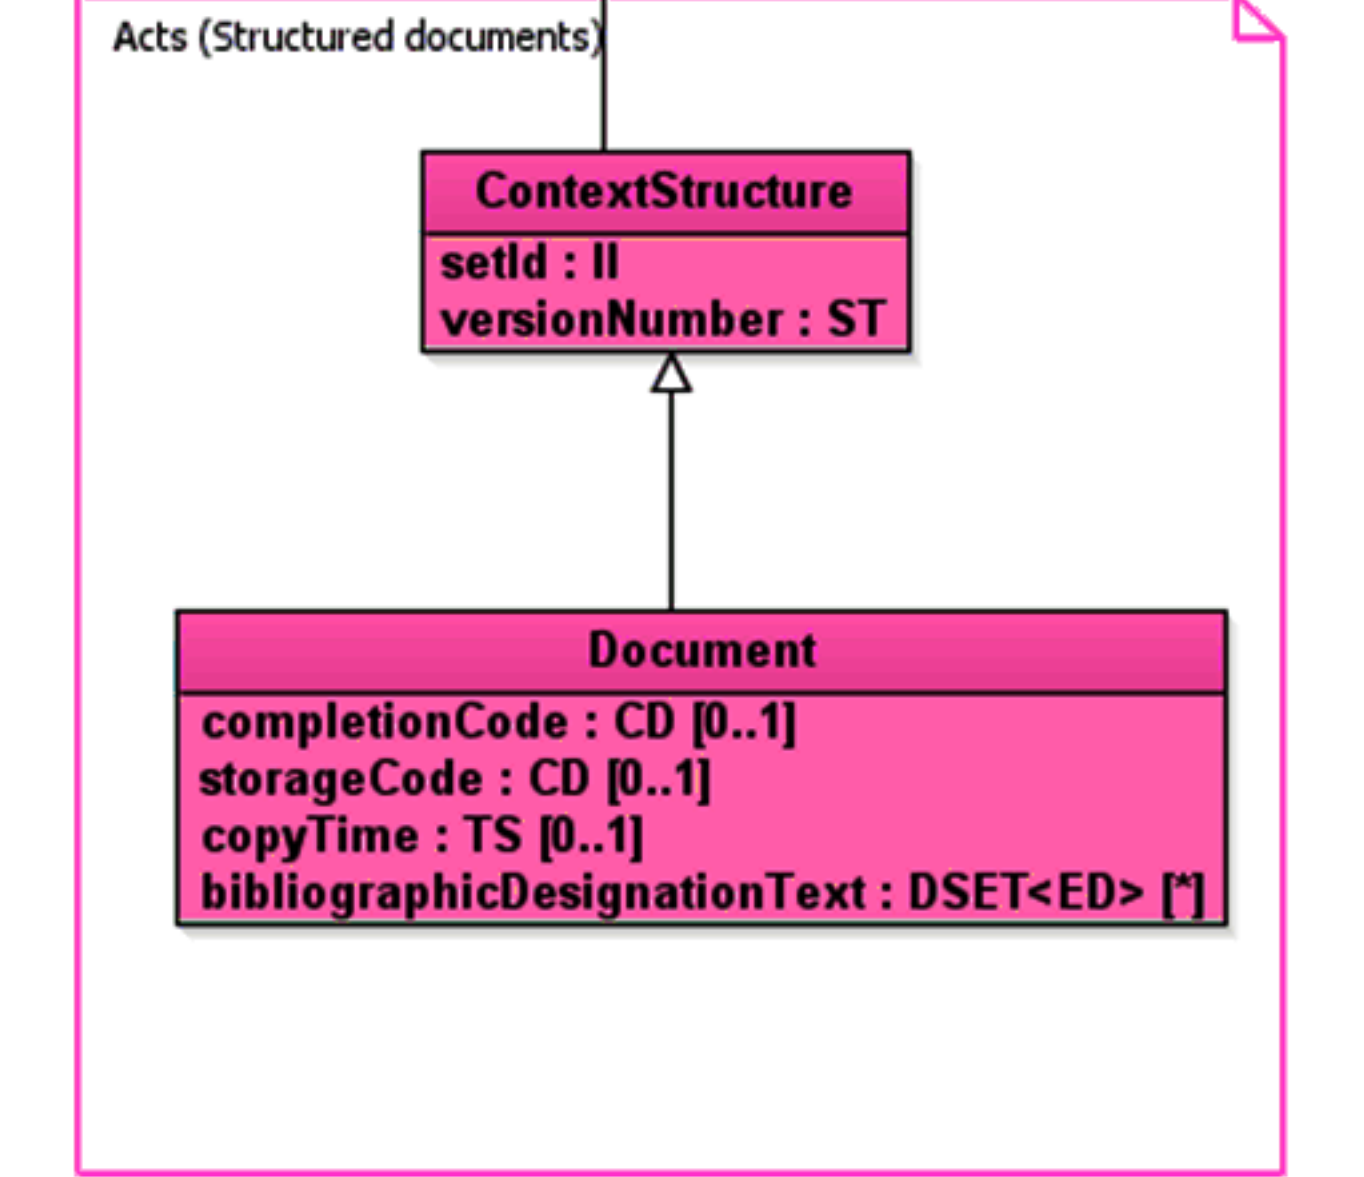 Acts (Structured documents)
ContextStructure
setId : II
versionNumber : ST
Document
completionCode : CD [0..1]
storageCode : CD [0..1]
copyTime : TS [0..1]
bibliographicDesignationText : DSET<ED> [*]